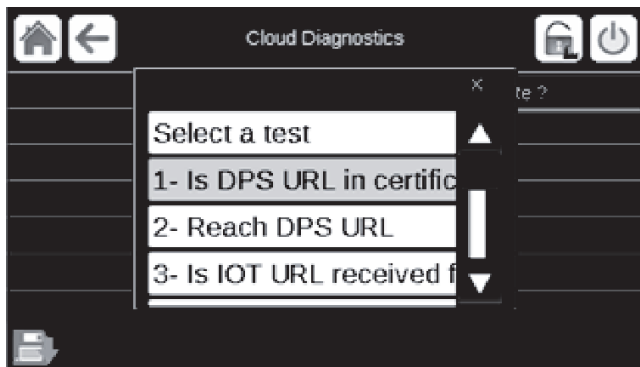 Cloud Diagnostics
te ?
×
Select a test
1- Is DPS URL in certific
2- Reach DPS URL
3- Is IOT URL received f